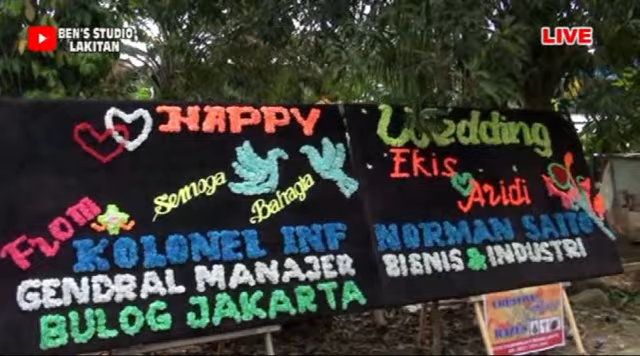 BEN'S STUDIO
LAKITAN
LIVE
HAPPY Wedding
Ekis
Aridi
Semoga
Bahagia
From
KOLONEL INF NORMAN SAITO
GENDRAL MANAJER BISNIS & INDUSTRI
BULOG JAKARTA